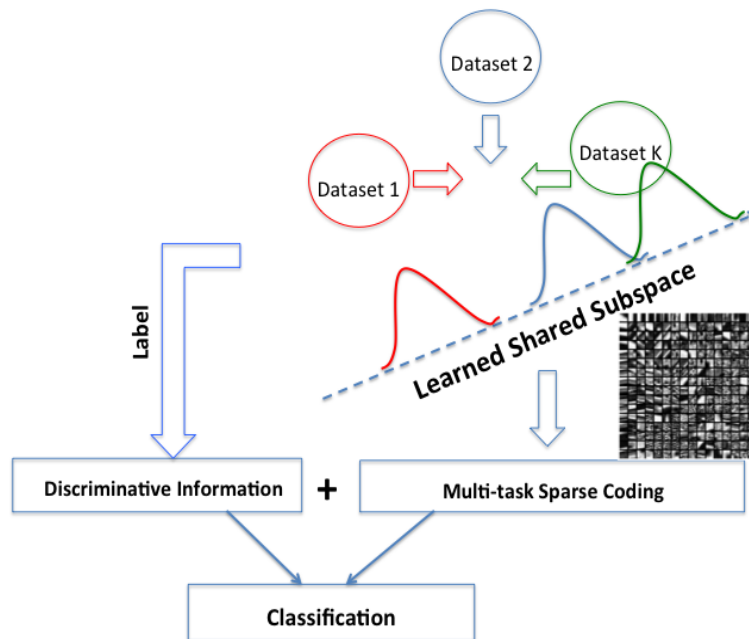 Dataset 2
Dataset 1
Dataset K
Learned Shared Subspace
Label
Discriminative Information
+
Multi-task Sparse Coding
Classification